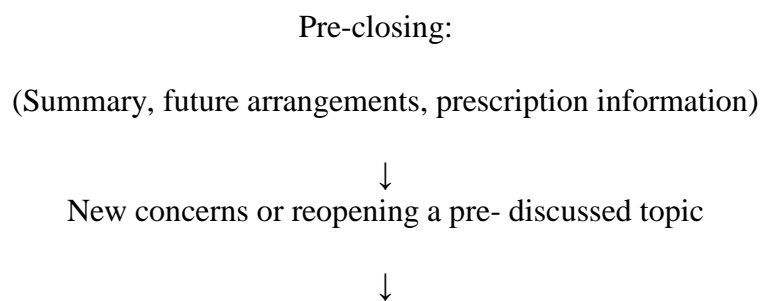 Pre-closing:
(Summary, future arrangements, prescription information)
↓
New concerns or reopening a pre- discussed topic
↓